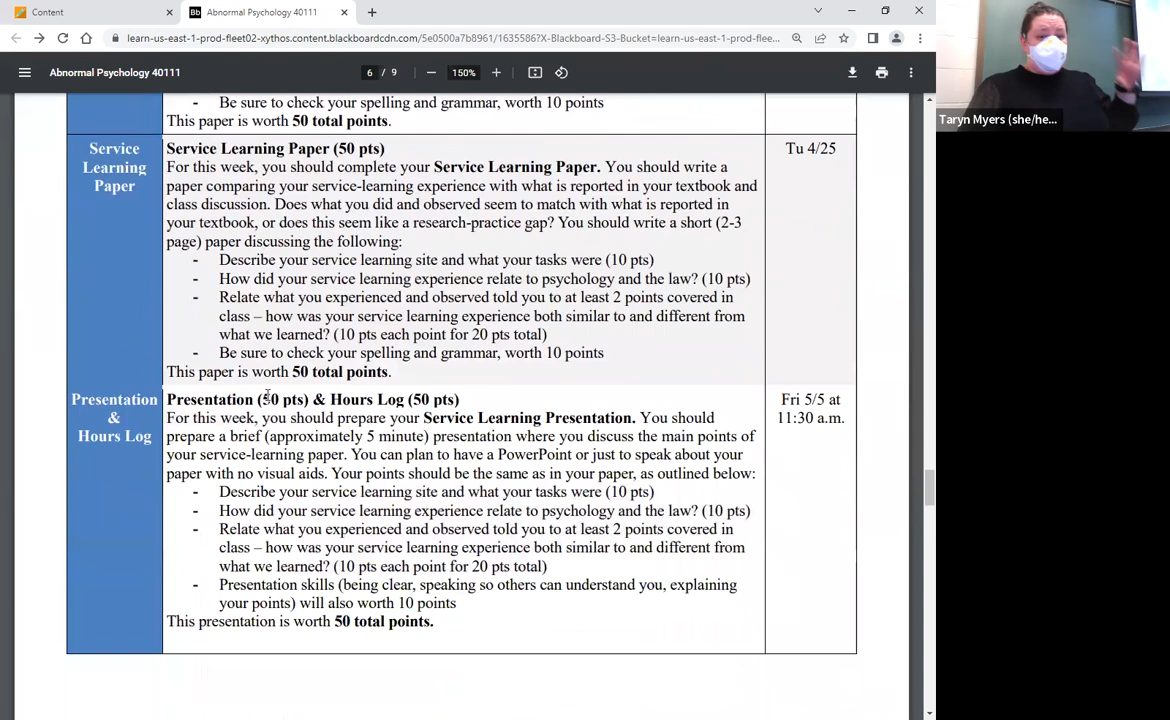 Content
Abnormal Psychology 40111
learn-us-east-1-prod-fleet02-xythos.content.blackboardcdn.com/5e0500a7b8961/1635586?X-Blackboard-S3-Bucket=learn-us-east-1-prod-flee...
Abnormal Psychology 40111
6 / 9
150%
Taryn Myers (she/he...
- Be sure to check your spelling and grammar, worth 10 points
This paper is worth 50 total points.
Service
Learning
Paper
Service Learning Paper (50 pts)
For this week, you should complete your Service Learning Paper. You should write a
paper comparing your service-learning experience with what is reported in your textbook and
class discussion. Does what you did and observed seem to match with what is reported in
your textbook, or does this seem like a research-practice gap? You should write a short (2-3
page) paper discussing the following:
- Describe your service learning site and what your tasks were (10 pts)
- How did your service learning experience relate to psychology and the law? (10 pts)
- Relate what you experienced and observed told you to at least 2 points covered in
class – how was your service learning experience both similar to and different from
what we learned? (10 pts each point for 20 pts total)
- Be sure to check your spelling and grammar, worth 10 points
This paper is worth 50 total points.
Tu 4/25
Presentation
&
Hours Log
Presentation (50 pts) & Hours Log (50 pts)
For this week, you should prepare your Service Learning Presentation. You should
prepare a brief (approximately 5 minute) presentation where you discuss the main points of
your service-learning paper. You can plan to have a PowerPoint or just to speak about your
paper with no visual aids. Your points should be the same as in your paper, as outlined below:
- Describe your service learning site and what your tasks were (10 pts)
- How did your service learning experience relate to psychology and the law? (10 pts)
- Relate what you experienced and observed told you to at least 2 points covered in
class – how was your service learning experience both similar to and different from
what we learned? (10 pts each point for 20 pts total)
- Presentation skills (being clear, speaking so others can understand you, explaining
your points) will also worth 10 points
This presentation is worth 50 total points.
Fri 5/5 at
11:30 a.m.